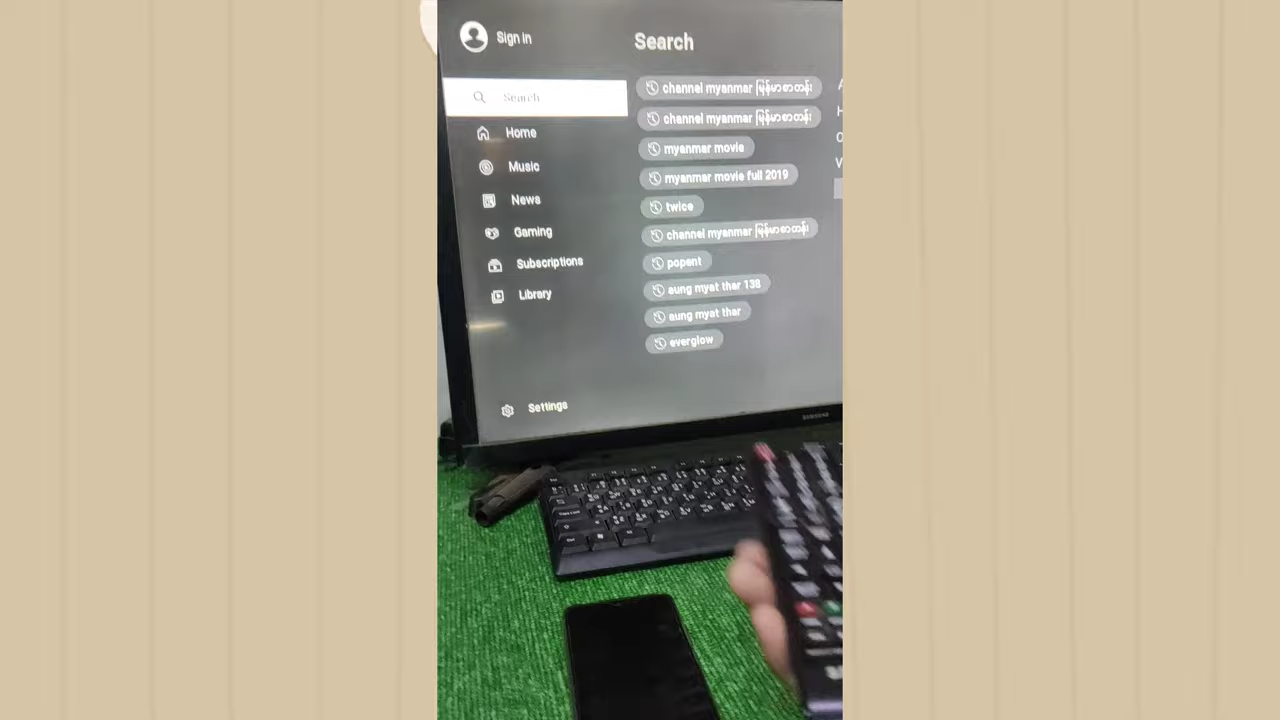 Sign in
Search
Search
Home
Music
News
Gaming
Subscriptions
Library
Settings
channel myanmar မြန်မာစာတန်း
channel myanmar မြန်မာစာတန်း
myanmar movie
myanmar movie full 2019
twice
channel myanmar မြန်မာစာတန်း
popent
aung myat thar 138
aung myat thar
everglow
SAMSUNG